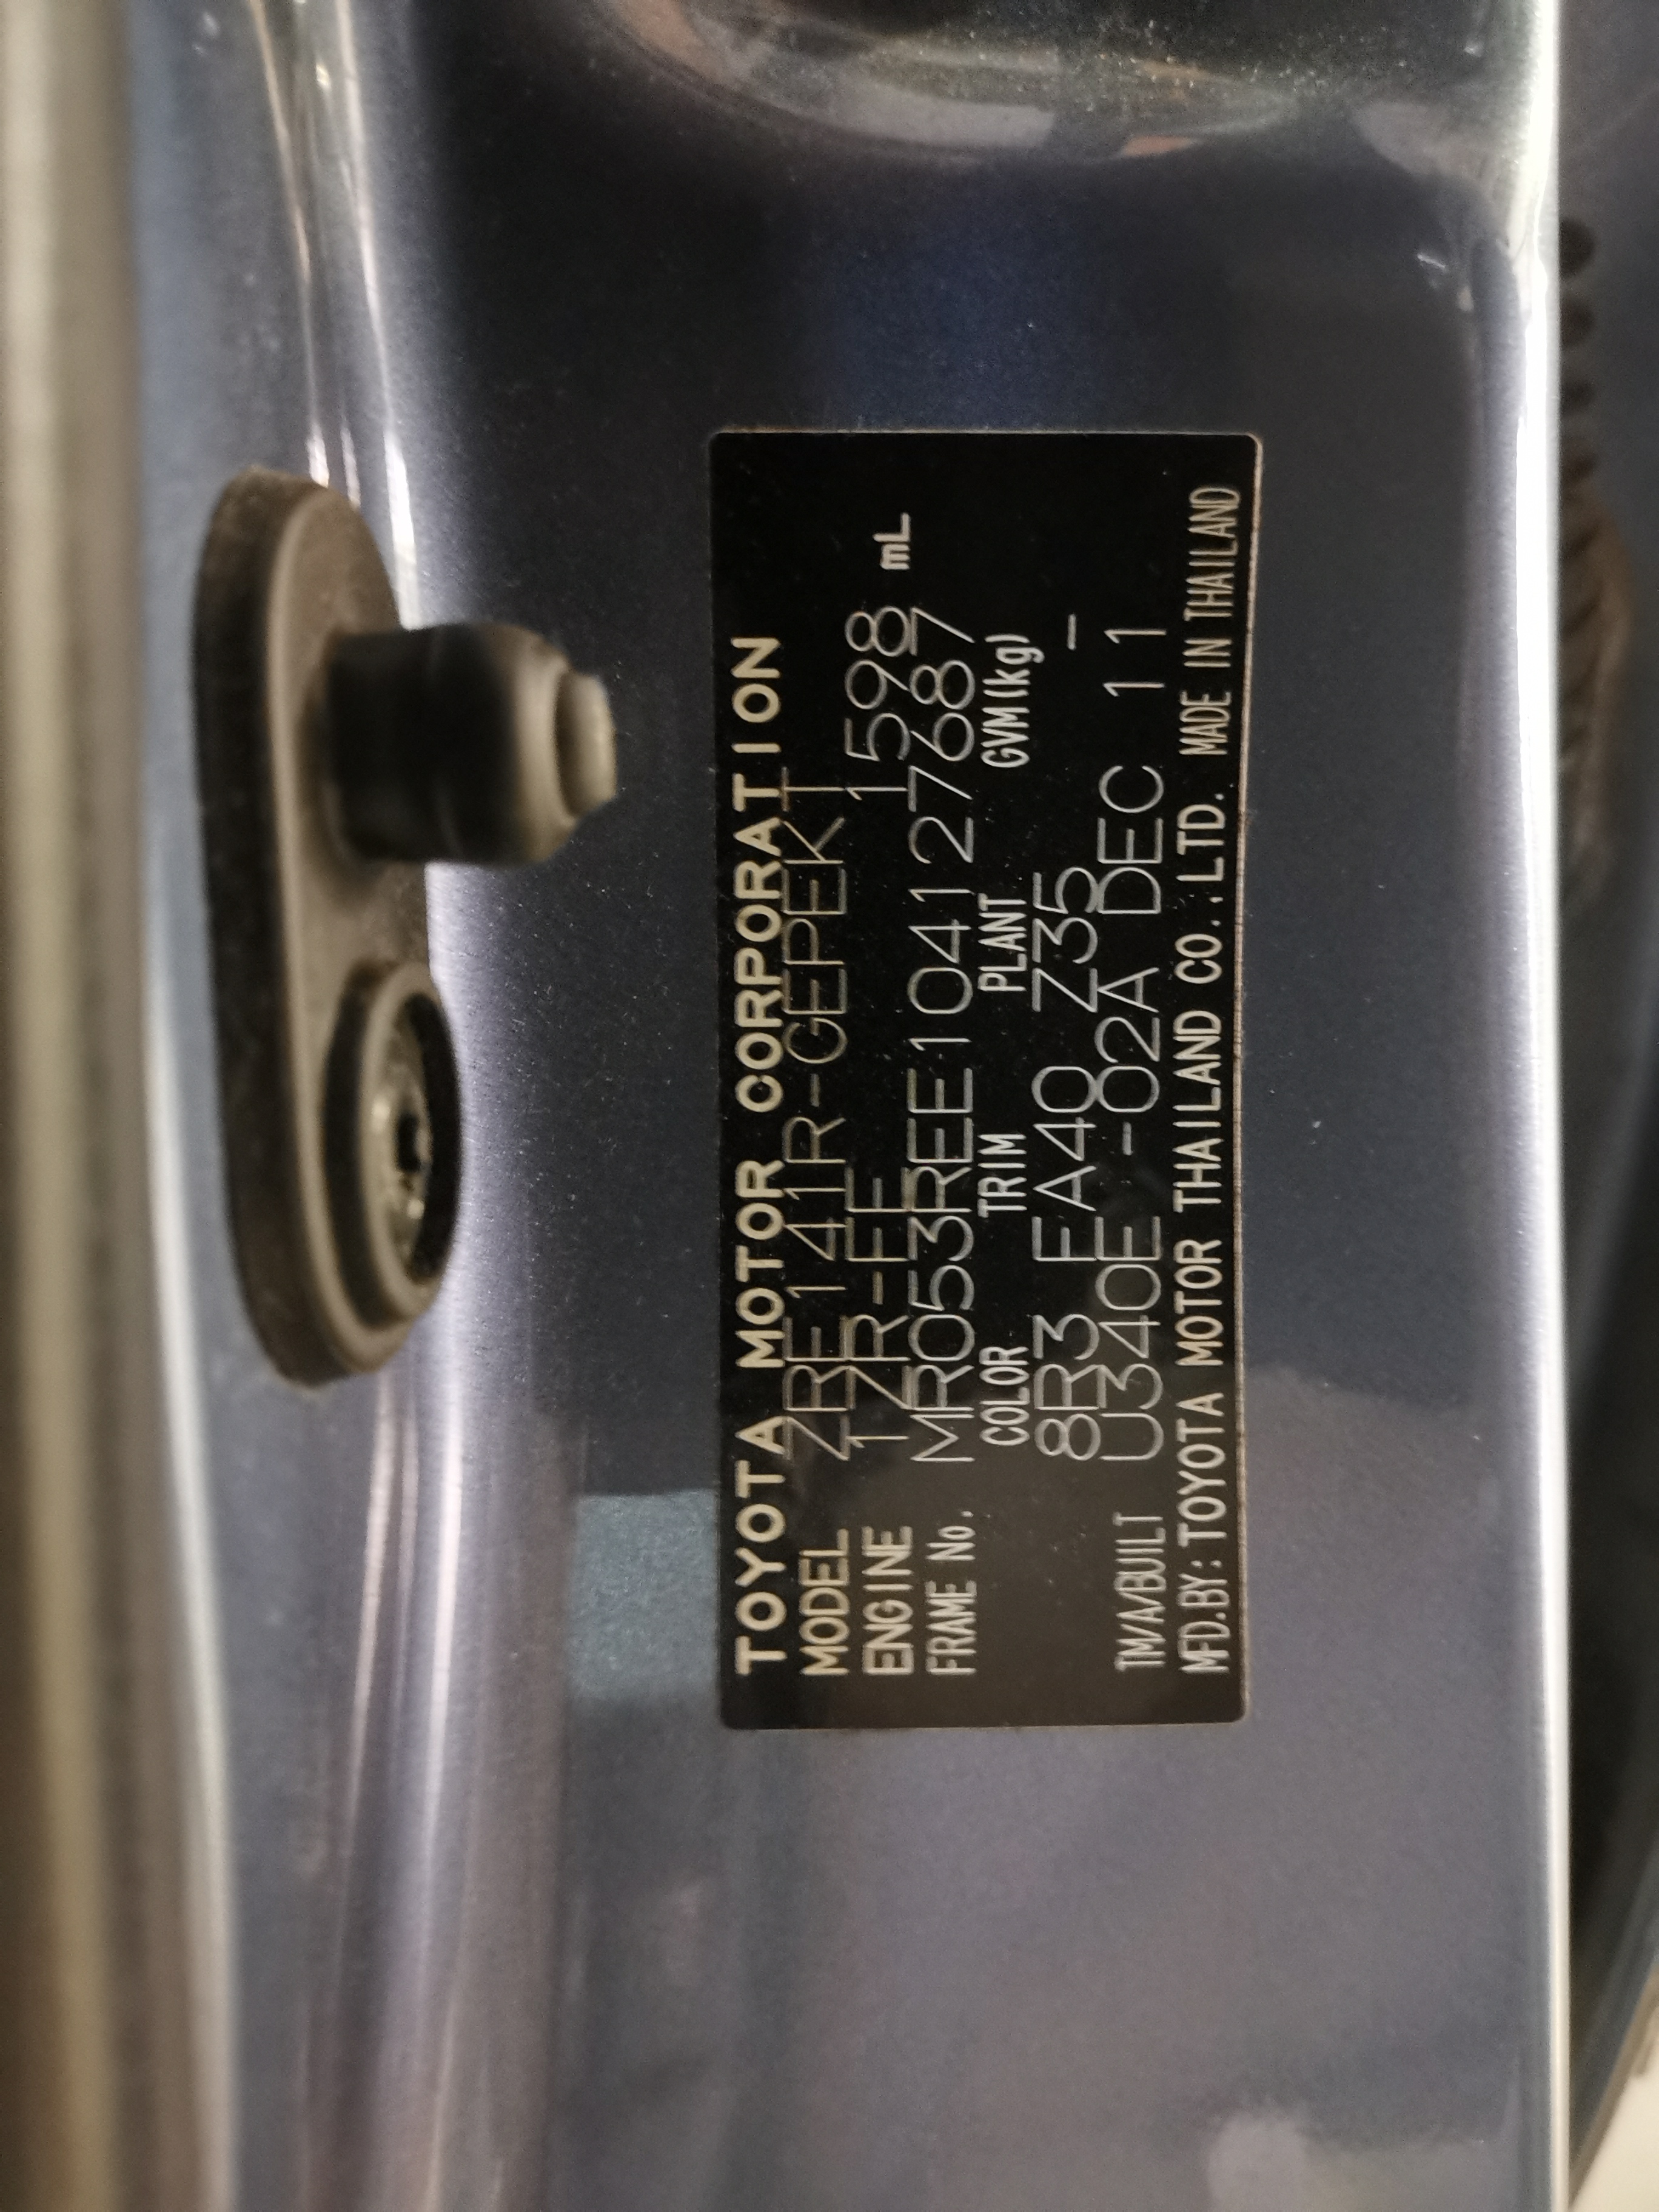 TOYOTA MOTOR CORPORATION
MODEL ZRE141R-GEPEKT
ENGINE 1ZR-FE 1598 mL
FRAME No. MR053REE104127687
COLOR TRIM PLANT GVM(kg)
8R3 FA40 Z35 -
TM/A/BUILT U340E -02A DEC 11
MFD.BY: TOYOTA MOTOR THAILAND CO.,LTD. MADE IN THAILAND